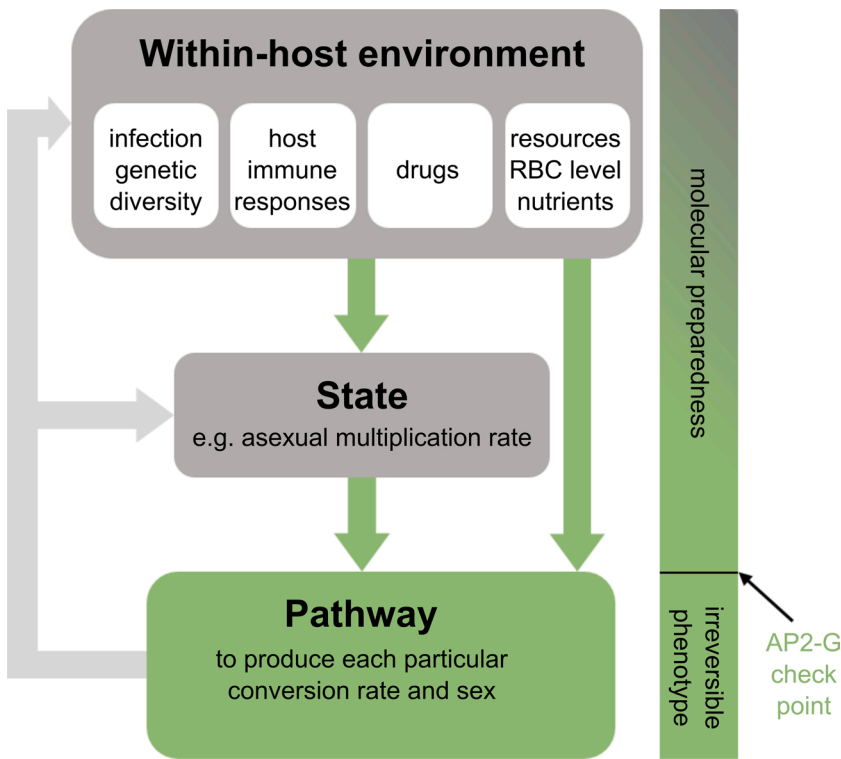 Within-host environment
infection
genetic
diversity
host
immune
responses
drugs
resources
RBC level
nutrients
molecular preparedness
State
e.g. asexual multiplication rate
Pathway
to produce each particular
conversion rate and sex
irreversible
phenotype
AP2-G
check
point